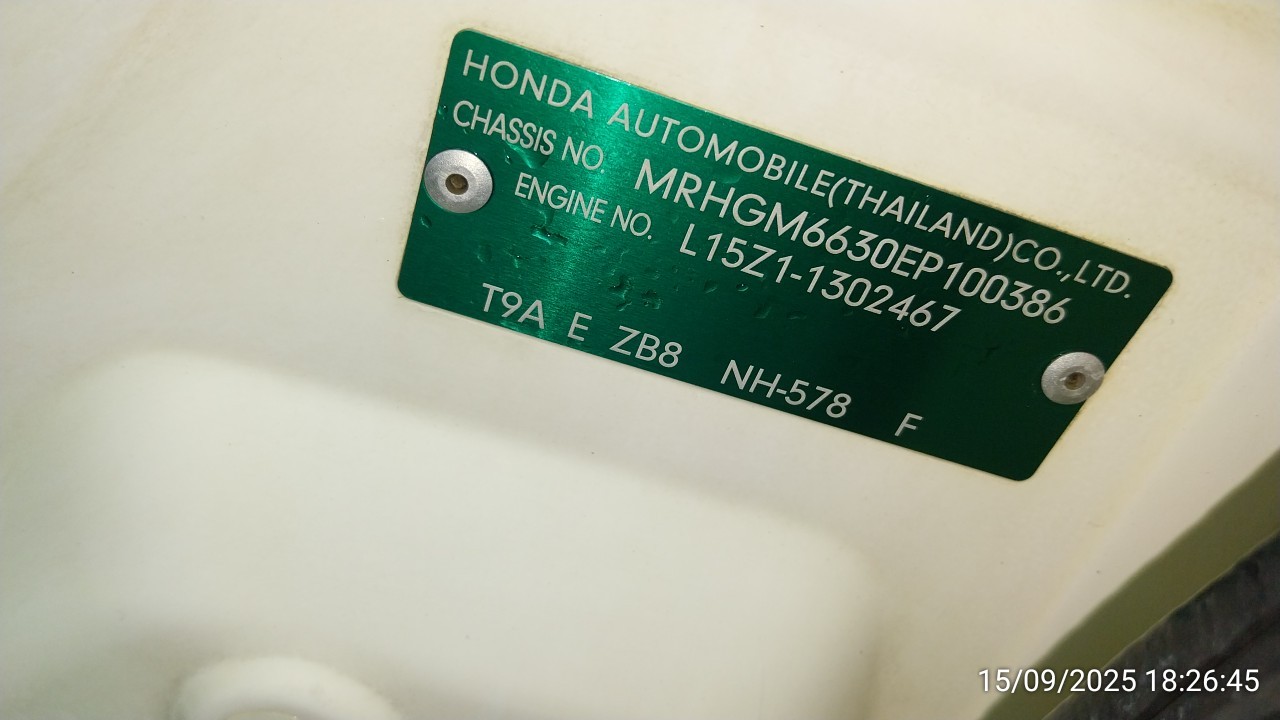 HONDA AUTOMOBILE(THAILAND)CO.,LTD.
CHASSIS NO. MRHGM6630EP100386
ENGINE NO. L15Z1-1302467
T9A E ZB8 NH-578 F
15/09/2025 18:26:45